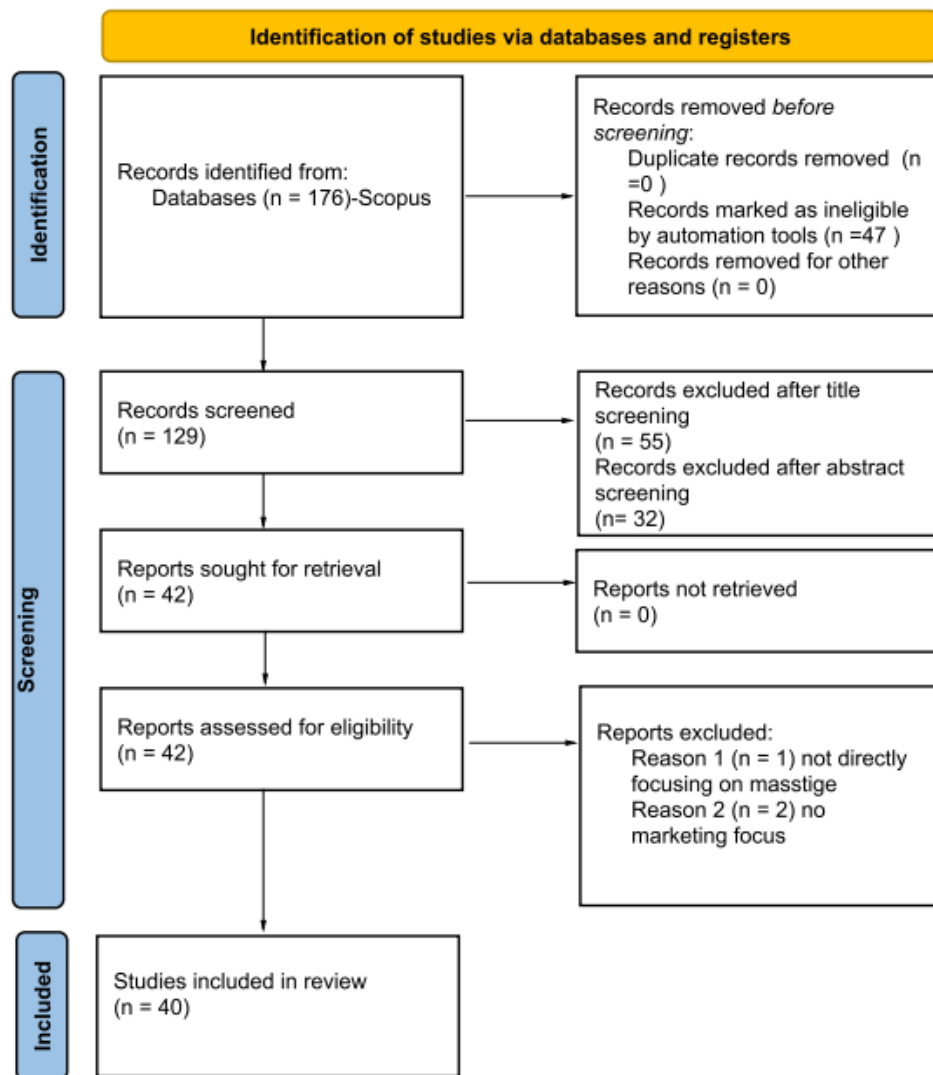 Identification of studies via databases and registers
Identification
Records identified from:
Databases (n = 176)-Scopus
Records removed before
screening:
Duplicate records removed (n
=0 )
Records marked as ineligible
by automation tools (n =47 )
Records removed for other
reasons (n = 0)
Screening
Records screened
(n = 129)
Records excluded after title
screening
(n = 55)
Records excluded after abstract
screening
(n= 32)
Reports sought for retrieval
(n = 42)
Reports not retrieved
(n = 0)
Reports assessed for eligibility
(n = 42)
Reports excluded:
Reason 1 (n = 1) not directly
focusing on masstige
Reason 2 (n = 2) no
marketing focus
Included
Studies included in review
(n = 40)